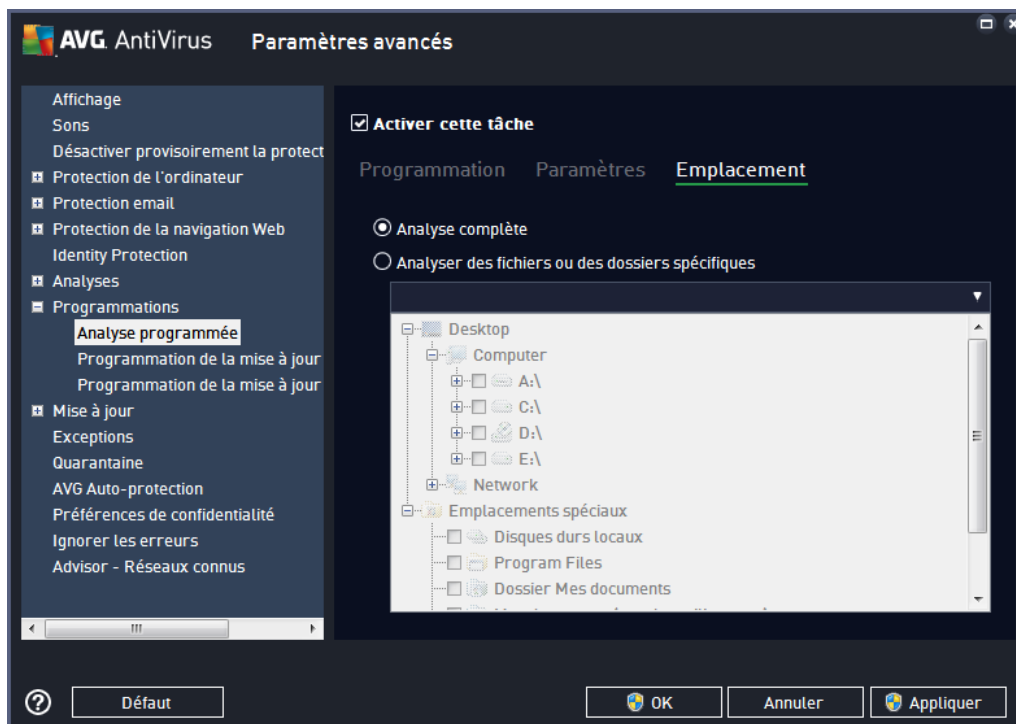 AVG. AntiVirus Paramètres avancés
Affichage
Sons
Désactiver provisoirement la protect
Protection de l'ordinateur
Protection email
Protection de la navigation Web
Identity Protection
Analyses
Programmations
Analyse programmée
Programmation de la mise à jour
Programmation de la mise à jour
Mise à jour
Exceptions
Quarantaine
AVG Auto-protection
Préférences de confidentialité
Ignorer les erreurs
Advisor - Réseaux connus
Activer cette tâche
Programmation Paramètres Emplacement
Analyse complète
Analyser des fichiers ou des dossiers spécifiques
Desktop
Computer
A:\
C:\
D:\
E:\
Network
Emplacements spéciaux
Disques durs locaux
Program Files
Dossier Mes documents
? Défaut OK Annuler Appliquer